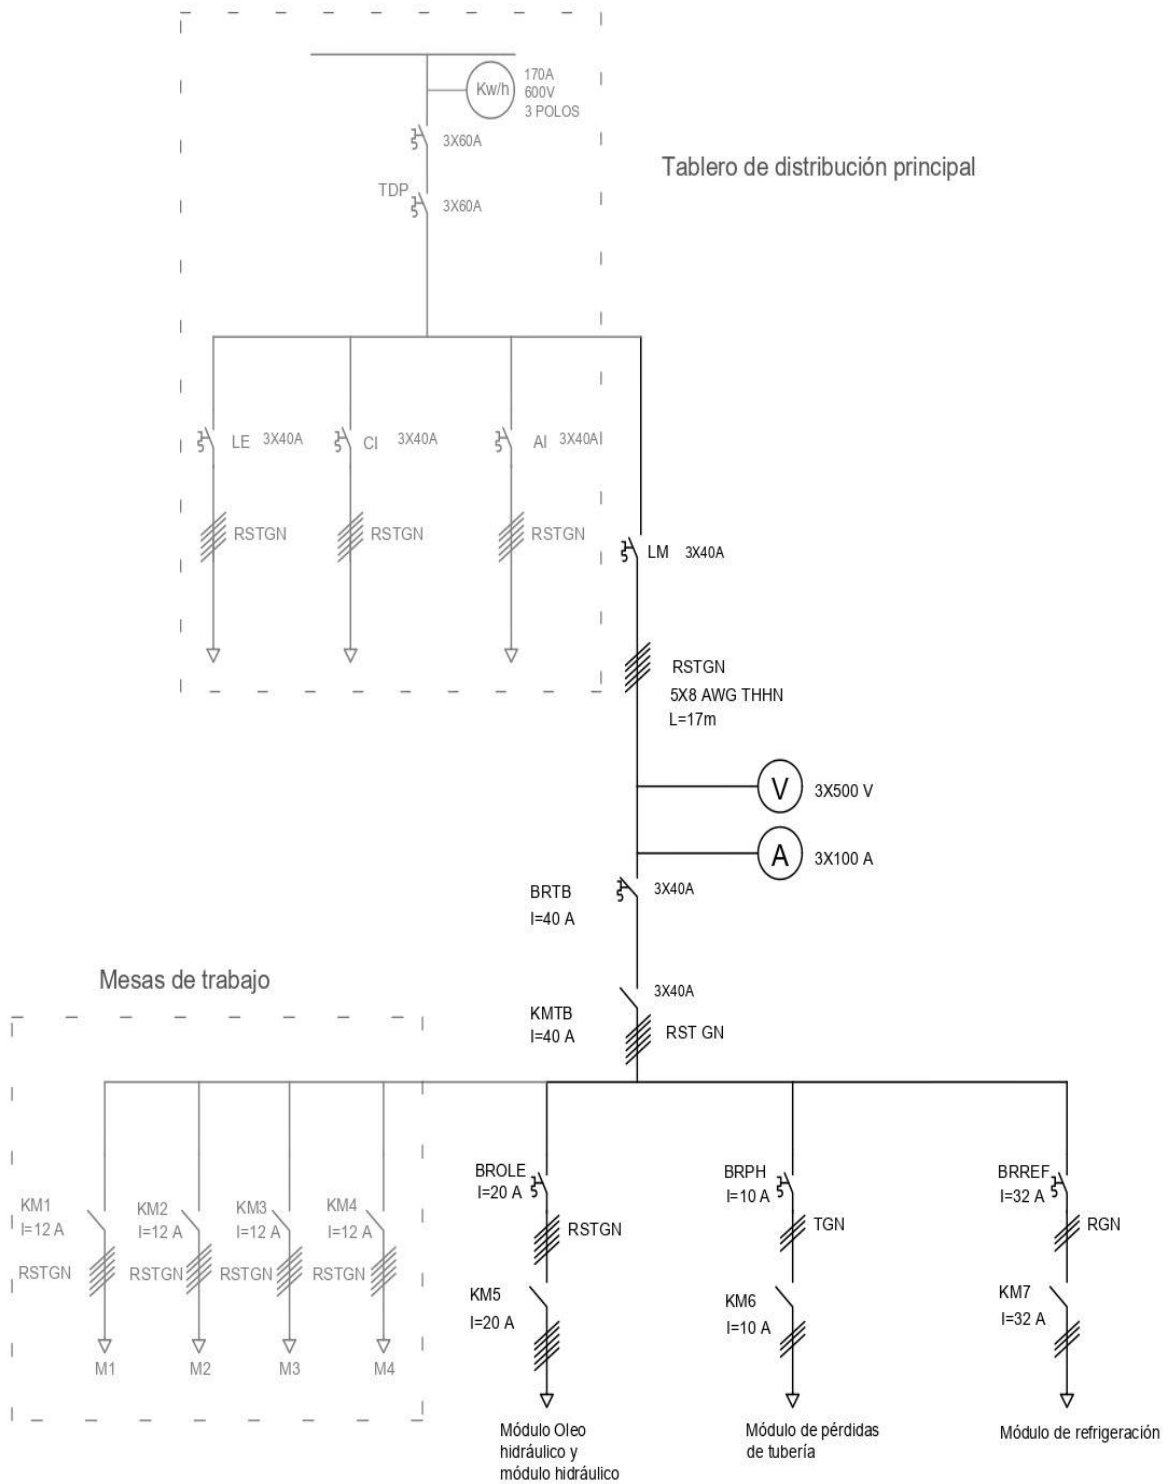 Kw/h
170A
600V
3 POLOS
3X60A
Tablero de distribución principal
TDP
3X60A
LE 3X40A
CI 3X40A
AI 3X40A
RSTGN
RSTGN
RSTGN
LM 3X40A
RSTGN
5X8 AWG THHN
L=17m
V 3X500 V
A 3X100 A
BRTB
I=40 A
3X40A
Mesas de trabajo
3X40A
KMTB
I=40 A
RST GN
KM1
I=12 A
RSTGN
M1
KM2
I=12 A
RSTGN
M2
KM3
I=12 A
RSTGN
M3
KM4
I=12 A
RSTGN
M4
BROLE
I=20 A
RSTGN
KM5
I=20 A
Módulo Oleo
hidráulico y
módulo hidráulico
BRPH
I=10 A
TGN
KM6
I=10 A
Módulo de pérdidas
de tubería
BRREF
I=32 A
RGN
KM7
I=32 A
Módulo de refrigeración